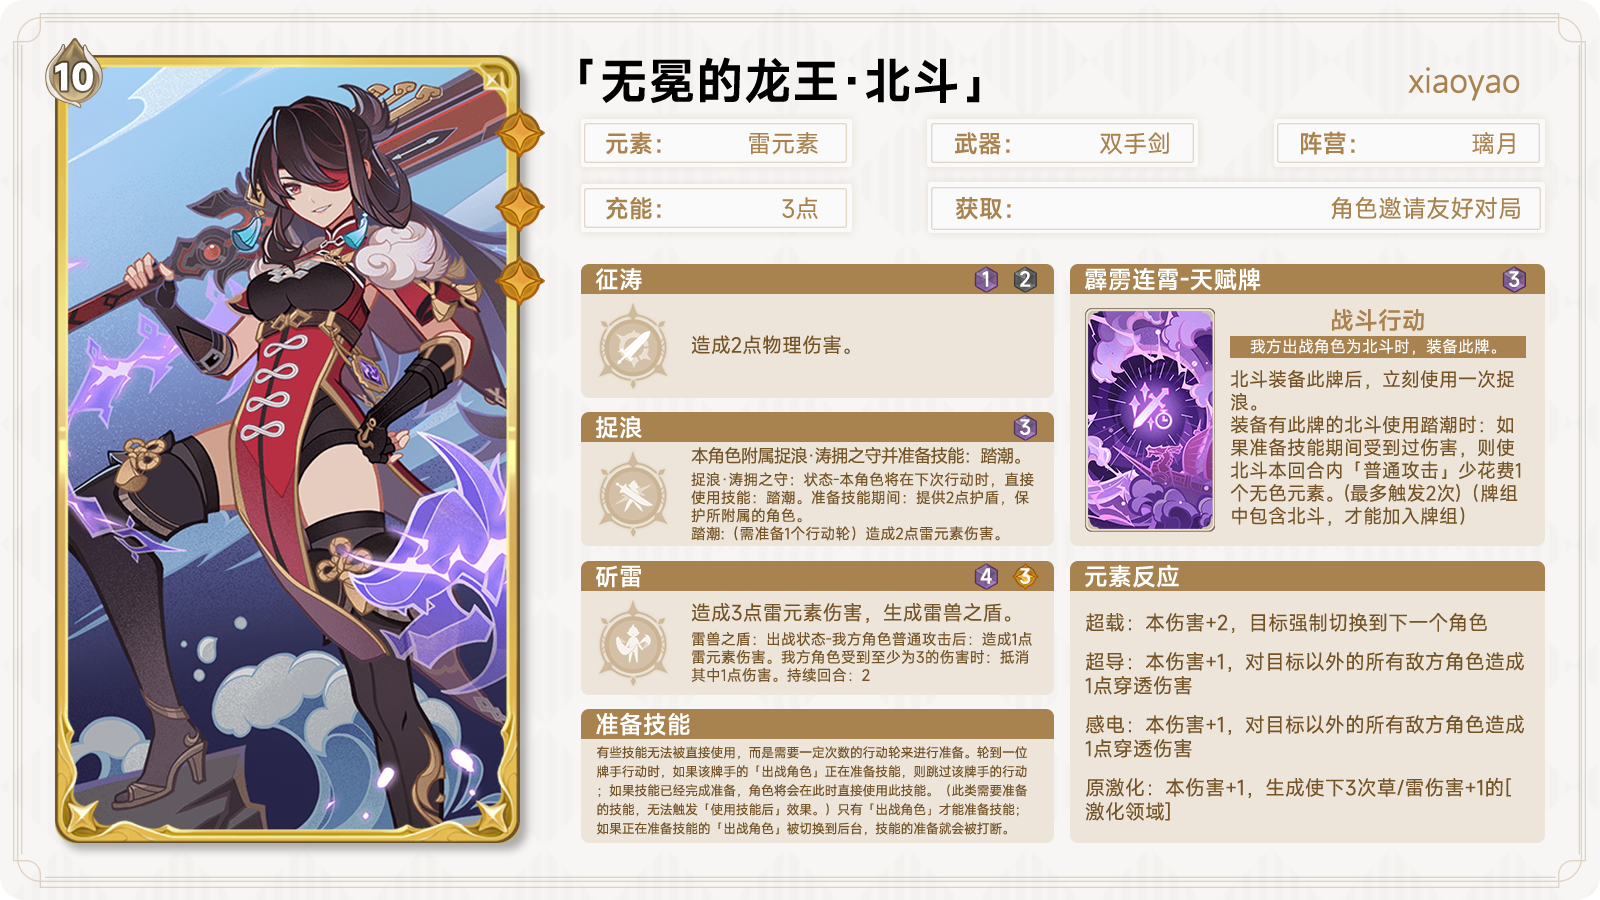 10
「无冕的龙王·北斗」
xiaoyao
元素：
雷元素
武器：
双手剑
阵营：
璃月
充能：
3点
获取：
角色邀请友好对局
征涛
1
2
造成2点物理伤害。
捉浪
3
本角色附属捉浪·涛拥之守并准备技能：踏潮。
捉浪·涛拥之守：状态-本角色将在下次行动时，直接
使用技能：踏潮。准备技能期间：提供2点护盾，保
护所附属的角色。
踏潮:（需准备1个行动轮）造成2点雷元素伤害。
斫雷
4
3
造成3点雷元素伤害，生成雷兽之盾。
雷兽之盾：出战状态-我方角色普通攻击后：造成1点
雷元素伤害。我方角色受到至少为3的伤害时：抵消
其中1点伤害。持续回合：2
准备技能
有些技能无法被直接使用，而是需要一定次数的行动轮来进行准备。轮到一位
牌手行动时，如果该牌手的「出战角色」正在准备技能，则跳过该牌手的行动
；如果技能已经完成准备，角色将会在此时直接使用此技能。（此类需要准备
的技能，无法触发「使用技能后」效果。）只有「出战角色」才能准备技能；
如果正在准备技能的「出战角色」被切换到后台，技能的准备就会被打断。
霹雳连霄-天赋牌
3
战斗行动
我方出战角色为北斗时，装备此牌。
北斗装备此牌后，立刻使用一次捉
浪。
装备有此牌的北斗使用踏潮时：如
果准备技能期间受到过伤害，则使
北斗本回合内「普通攻击」少花费1
个无色元素。(最多触发2次)（牌组
中包含北斗，才能加入牌组）
元素反应
超载：本伤害+2，目标强制切换到下一个角色
超导：本伤害+1，对目标以外的所有敌方角色造成
1点穿透伤害
感电：本伤害+1，对目标以外的所有敌方角色造成
1点穿透伤害
原激化：本伤害+1，生成使下3次草/雷伤害+1的[
激化领域]